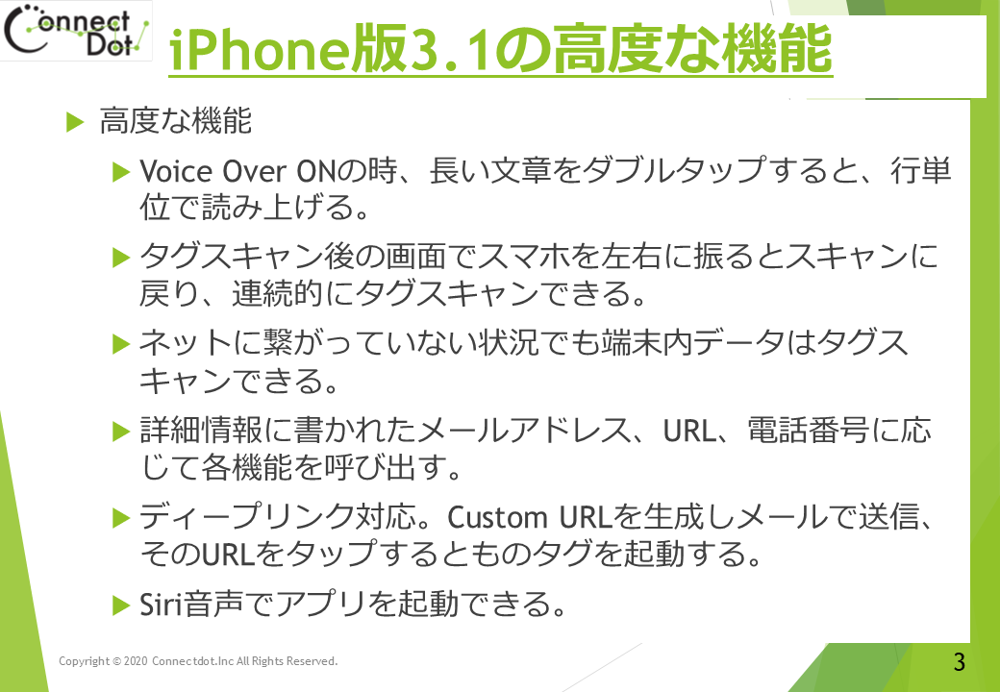 Connect
Dot
iPhone版3.1の高度な機能
高度な機能
Voice Over ONの時、長い文章をダブルタップすると、行単
位で読み上げる。
タグスキャン後の画面でスマホを左右に振るとスキャンに
戻り、連続的にタグスキャンできる。
ネットに繋がっていない状況でも端末内データはタグス
キャンできる。
詳細情報に書かれたメールアドレス、URL、電話番号に応
じて各機能を呼び出す。
ディープリンク対応。Custom URLを生成しメールで送信、
そのURLをタップするとものタグを起動する。
Siri音声でアプリを起動できる。
Copyright © 2020 Connectdot.Inc All Rights Reserved.
3